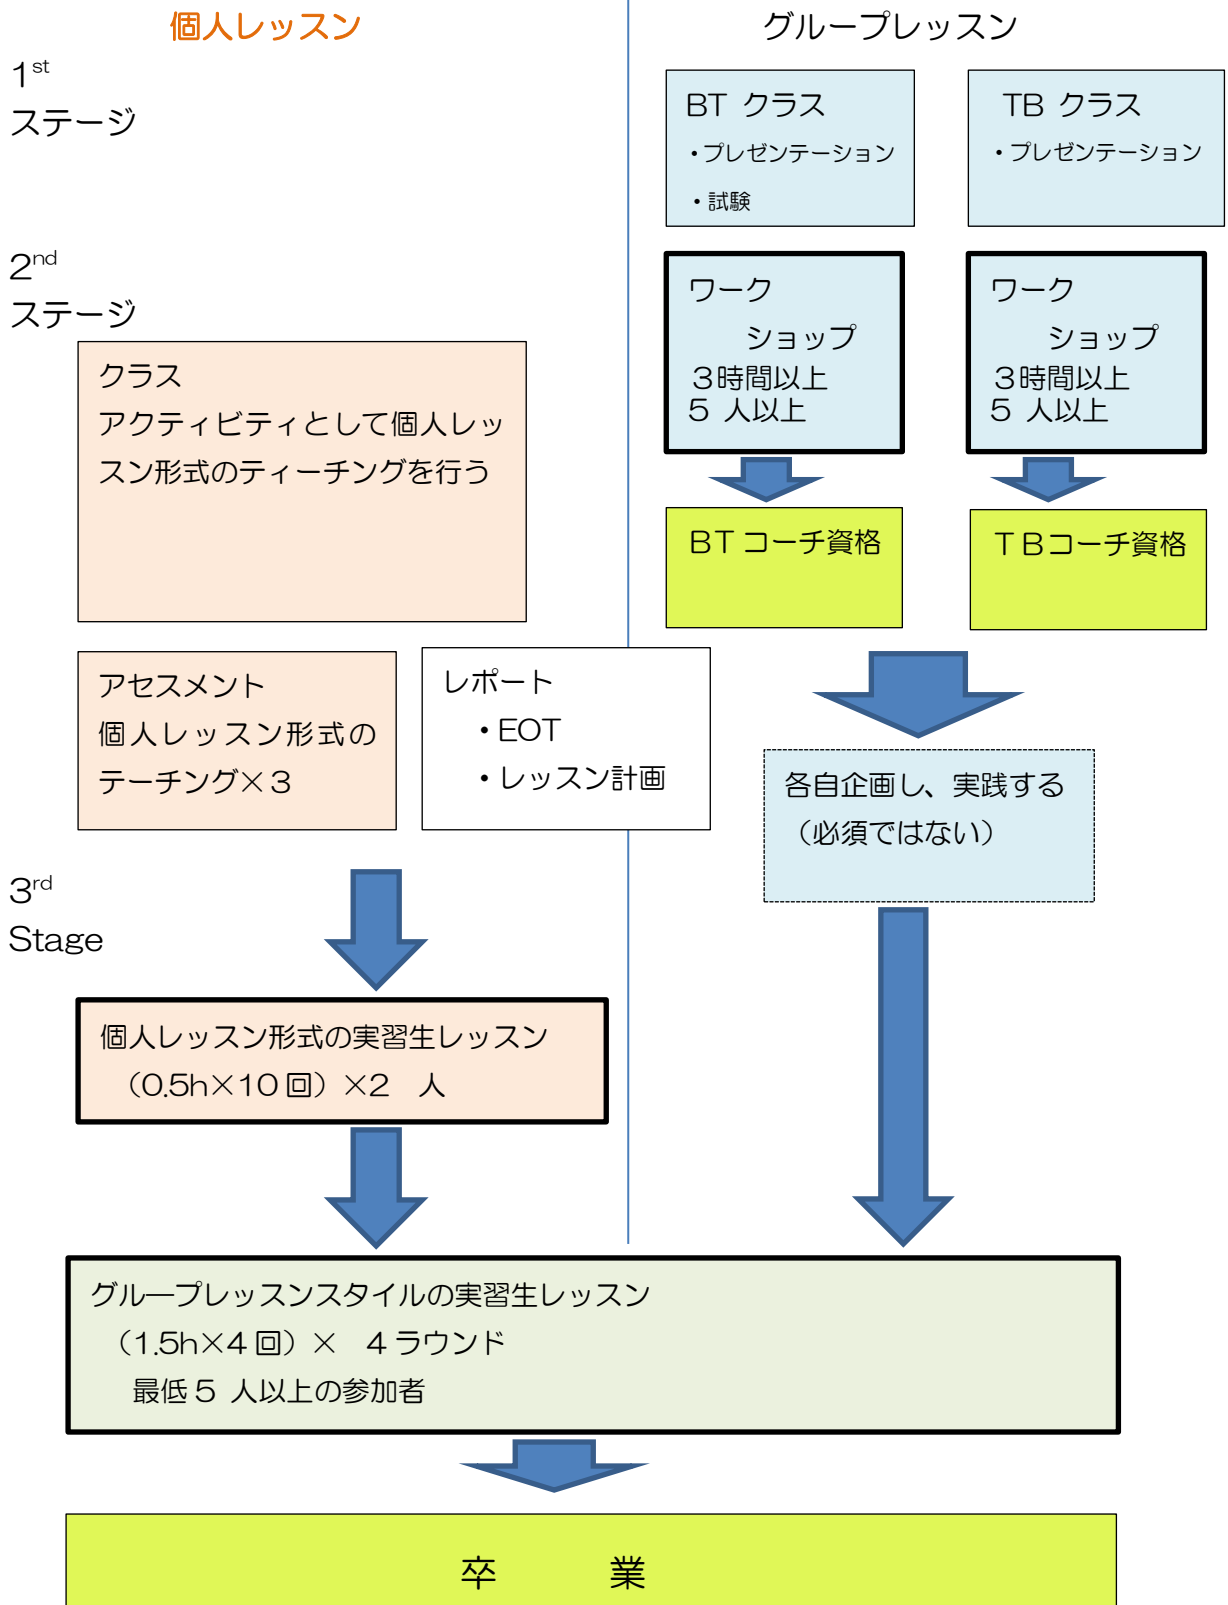 個人レッスン
グループレッスン
1st
ステージ
BT クラス
・プレゼンテーション
・試験
TB クラス
・プレゼンテーション
2nd
ステージ
ワーク
ショップ
3時間以上
5 人以上
ワーク
ショップ
3時間以上
5 人以上
クラス
アクティビティとして個人レッ
スン形式のティーチングを行う
BTコーチ資格
TBコーチ資格
アセスメント
個人レッスン形式の
テーチング×3
レポート
・EOT
・レッスン計画
各自企画し、実践する
（必須ではない）
3rd
Stage
個人レッスン形式の実習生レッスン
（0.5h×10回）×2　人
グル―プレッスンスタイルの実習生レッスン
（1.5h×4回）×　4ラウンド
最低5 人以上の参加者
卒　　業